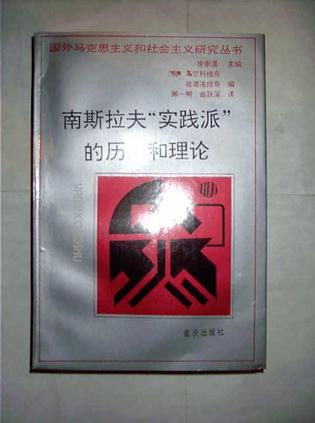 国外马克思主义和社会主义研究丛书
徐崇温 主编
马尔科维奇
彼德洛维奇 编
郑一明 曲跃厚 译
南斯拉夫“实践派”
的历 和理论
重庆出版社